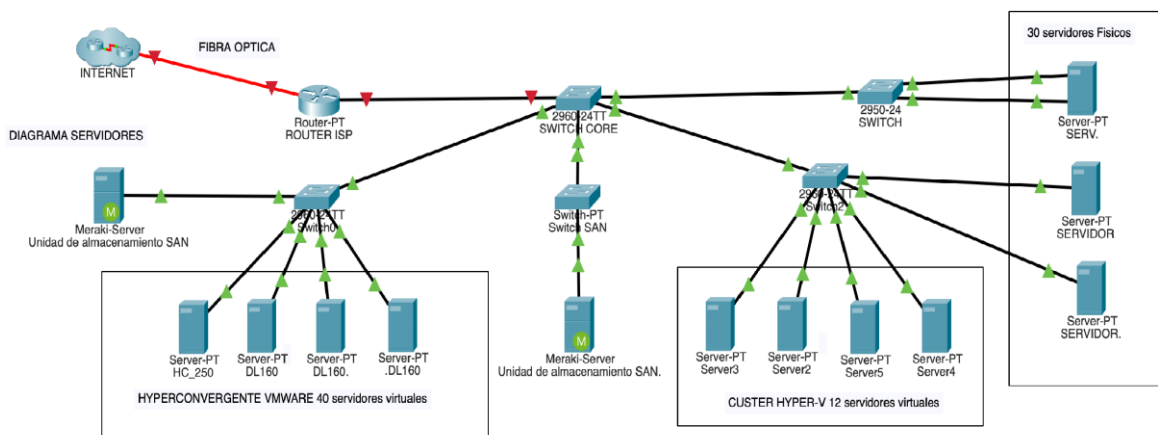 FIBRA OPTICA
30 servidores Fisicos
INTERNET
Router-PT
ROUTER ISP
2960-24TT
SWITCH CORE
2950-24
SWITCH
Server-PT
SERV.
DIAGRAMA SERVIDORES
Meraki-Server
Unidad de almacenamiento SAN
2960-24TT
Switch0
Switch-PT
Switch SAN
Switch2
Server-PT
SERVIDOR
Server-PT
SERVIDOR.
Server-PT
HC_250
Server-PT
DL160
Server-PT
DL160.
Server-PT
.DL160
HYPERCONVERGENTE VMWARE 40 servidores virtuales
M
M
Meraki-Server
Unidad de almacenamiento SAN.
Server-PT
Server3
Server-PT
Server2
Server-PT
Server5
Server-PT
Server4
CUSTER HYPER-V 12 servidores virtuales